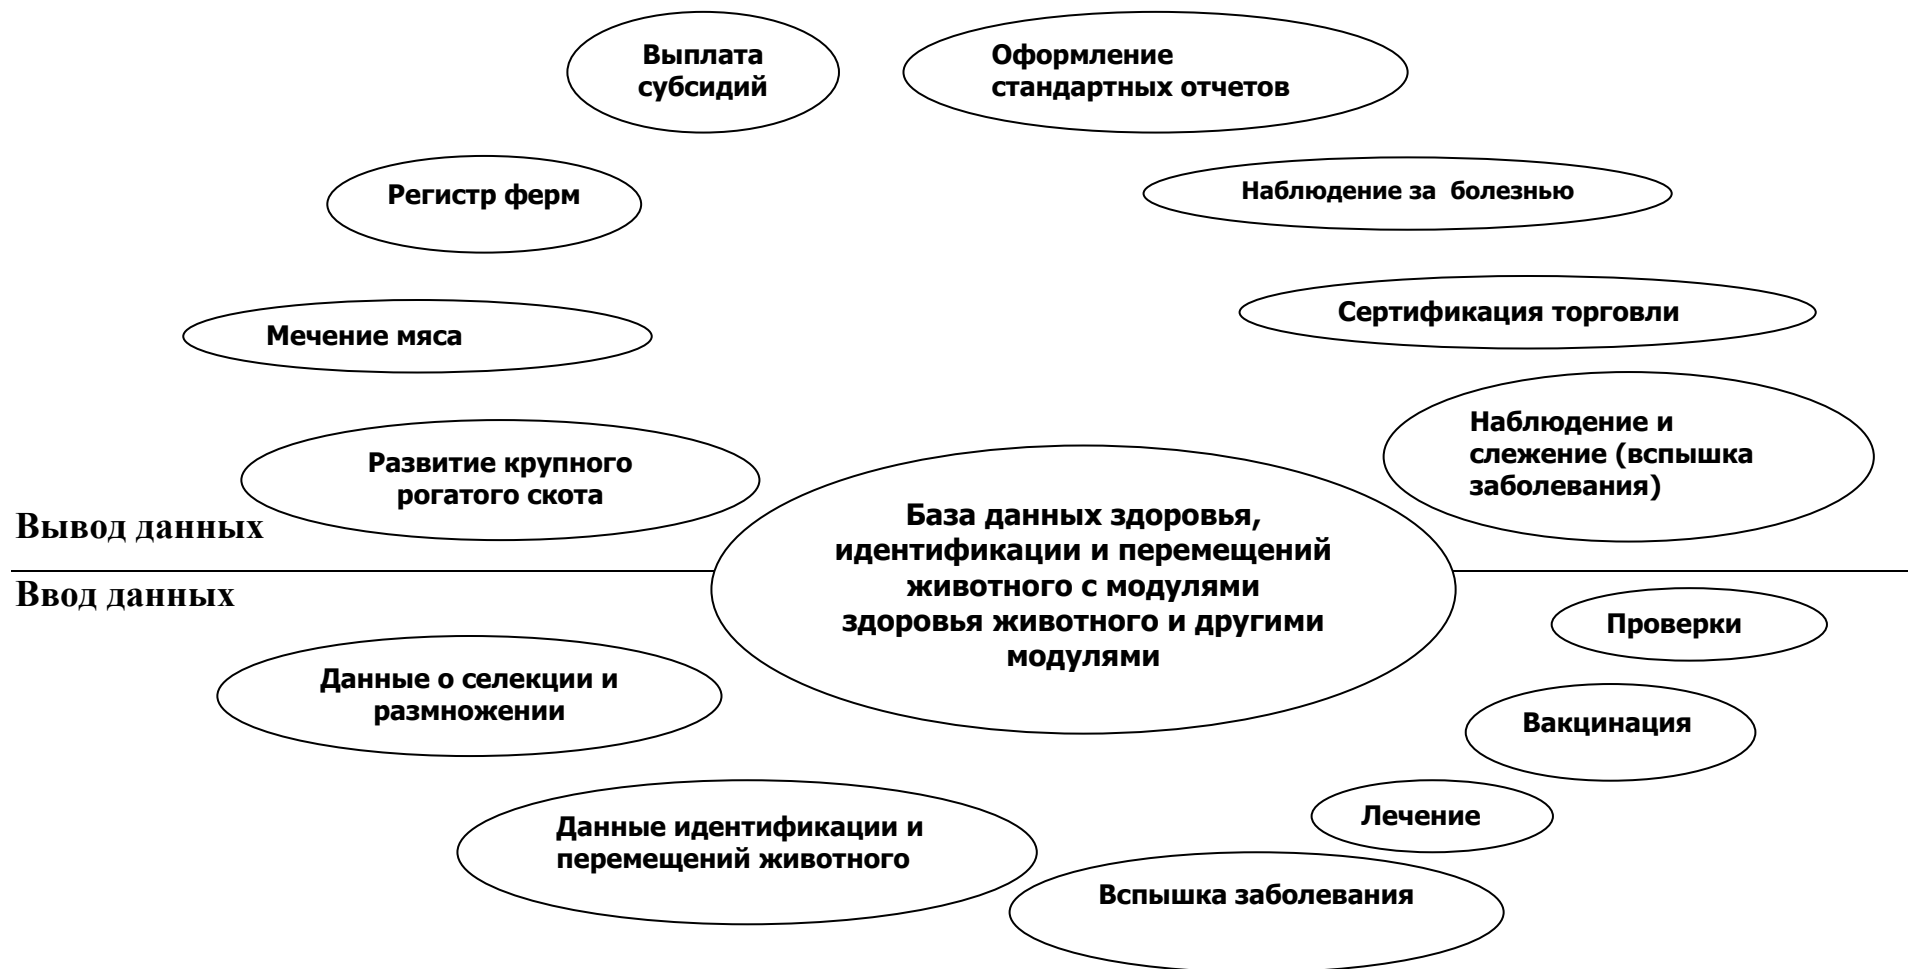 Выплата
субсидий
Оформление
стандартных отчетов
Регистр ферм
Наблюдение за  болезнью
Мечение мяса
Сертификация торговли
Развитие крупного
рогатого скота
Наблюдение и
слежение (вспышка
заболевания)
Вывод данных
База данных здоровья,
идентификации и перемещений
животного с модулями
здоровья животного и другими
модулями
Ввод данных
Проверки
Данные о селекции и
размножении
Вакцинация
Данные идентификации и
перемещений животного
Лечение
Вспышка заболевания